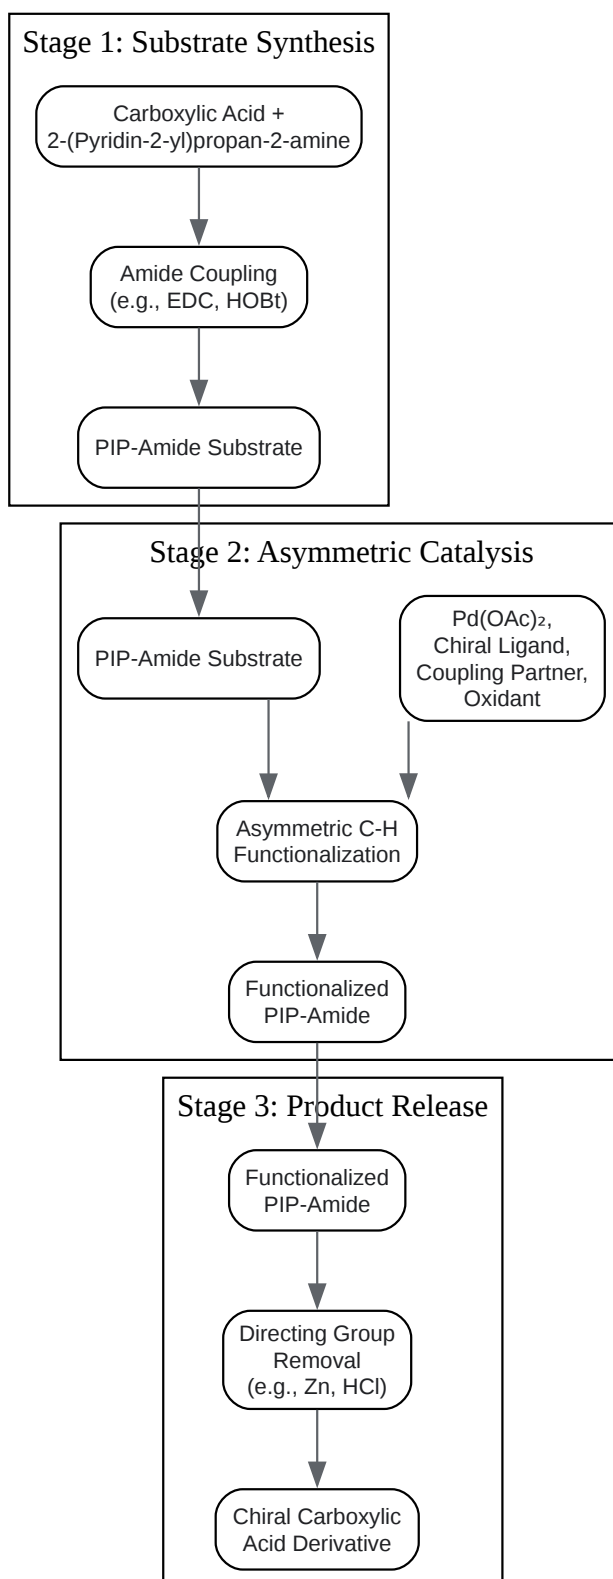 Stage 1: Substrate Synthesis
Carboxylic Acid +
2-(Pyridin-2-yl)propan-2-amine
Amide Coupling
(e.g., EDC, HOBt)
PIP-Amide Substrate
Stage 2: Asymmetric Catalysis
PIP-Amide Substrate
Pd(OAc)₂,
Chiral Ligand,
Coupling Partner,
Oxidant
Asymmetric C-H
Functionalization
Functionalized
PIP-Amide
Stage 3: Product Release
Functionalized
PIP-Amide
Directing Group
Removal
(e.g., Zn, HCl)
Chiral Carboxylic
Acid Derivative